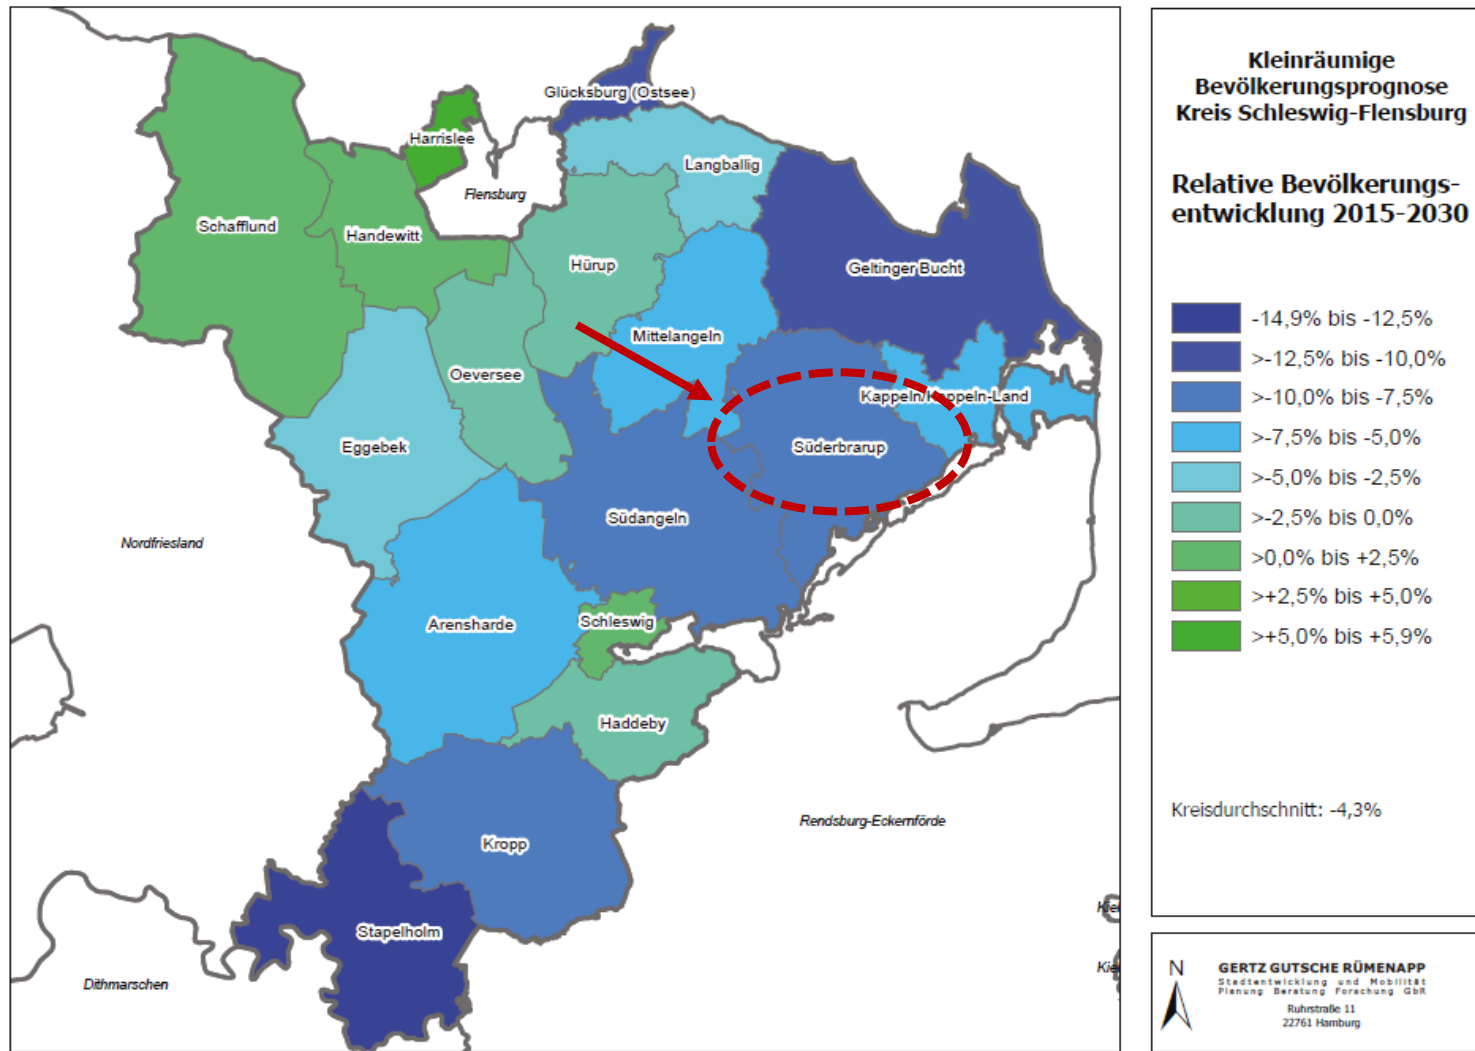 Glücksburg (Ostsee)
Harrislee
Langballig
Flensburg
Schafflund
Handewitt
Hürup
Geltinger Bucht
Mittelangeln
Oeversee
Kappeln/Kappeln-Land
Eggebek
Süderbrarup
Südangeln
Nordfriesland
Arensharde
Schleswig
Haddeby
Rendsburg-Eckernförde
Kropp
Stapelholm
Dithmarschen
Kleinräumige
Bevölkerungsprognose
Kreis Schleswig-Flensburg
Relative Bevölkerungs-
entwicklung 2015-2030
-14,9% bis -12,5%
>-12,5% bis -10,0%
>-10,0% bis -7,5%
>-7,5% bis -5,0%
>-5,0% bis -2,5%
>-2,5% bis 0,0%
>0,0% bis +2,5%
>+2,5% bis +5,0%
>+5,0% bis +5,9%
Kreisdurchschnitt: -4,3%
N
GERTZ GUTSCHE RÜMENAPP
Stadtentwicklung und Mobilität
Planung Beratung Forschung GbR
Ruhrstraße 11
22761 Hamburg